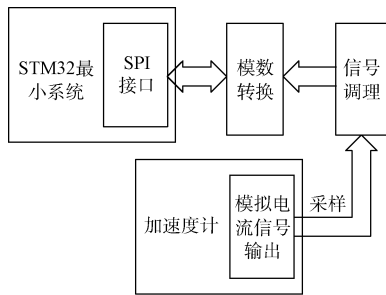 STM32最
小系统
SPI
接口
模数
转换
信号
调理
加速度计
模拟电
流信号
输出
采样